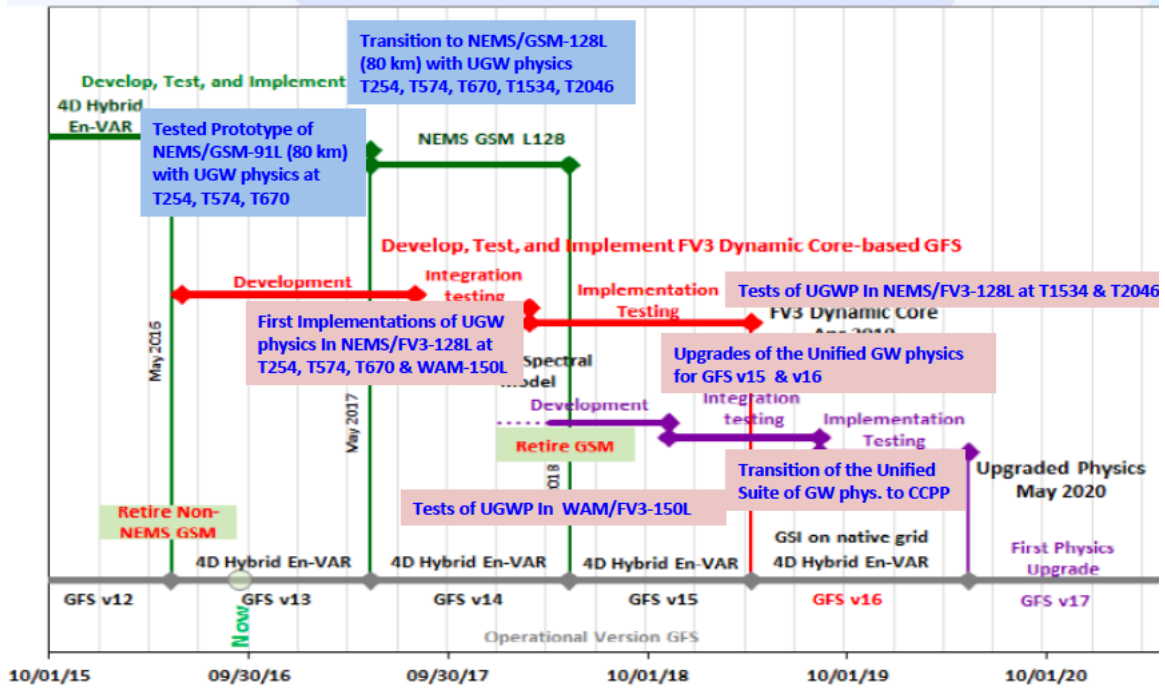 Transition to NEMS/GSM-128L
(80 km) with UGW physics
T254, T574, T670, T1534, T2046
Develop, Test, and Implement
4D Hybrid
En-VAR
Tested Prototype of
NEMS/GSM-91L (80 km)
with UGW physics at
T254, T574, T670
NEMS GSM L128
Develop, Test, and Implement FV3 Dynamic Core-based GFS
Development
Integration
testing
Implementation
Testing
Tests of UGWP In NEMS/FV3-128L at T1534 & T2046
FV3 Dynamic Core
First Implementations of UGW
physics In NEMS/FV3-128L at
T254, T574, T670 & WAM-150L
May 2016
May 2017
Spectral
Upgrades of the Unified GW physics
for GFS v15 & v16
Development
Integration
testing
Implementation
Testing
Retire GSM
2018
Transition of the Unified
Suite of GW phys. to CCPP
Upgraded Physics
May 2020
Tests of UGWP In WAM/FV3-150L
Retire Non-
NEMS GSM
GSI on native grid
4D Hybrid En-VAR
4D Hybrid En-VAR
4D Hybrid En-VAR
4D Hybrid En-VAR
First Physics
Upgrade
GFS v12
GFS v13
GFS v14
GFS v15
GFS v16
GFS v17
Now
Operational Version GFS
10/01/15
09/30/16
09/30/17
10/01/18
10/01/19
10/01/20